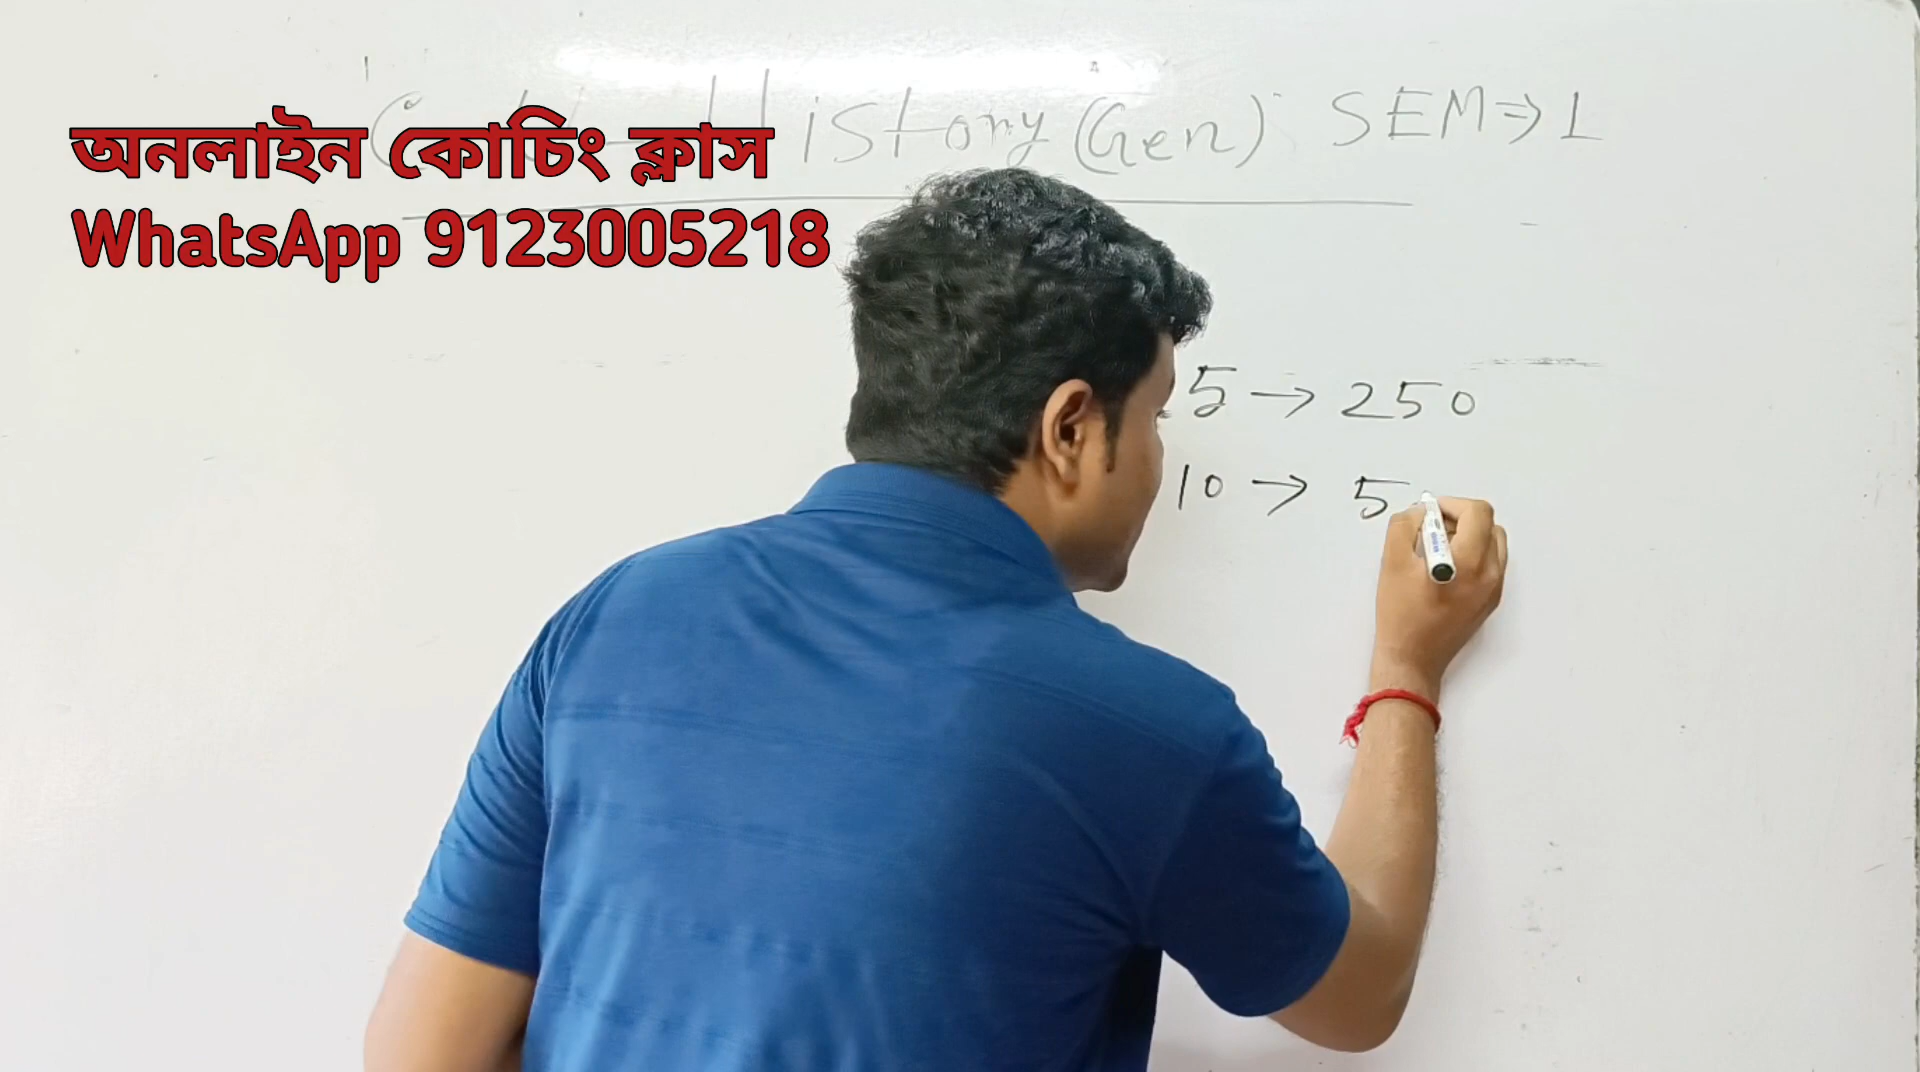 History (Gen) SEM ⇒ 1
অনলাইন কোচিং ক্লাস
WhatsApp 9123005218
5 → 250
10 → 5